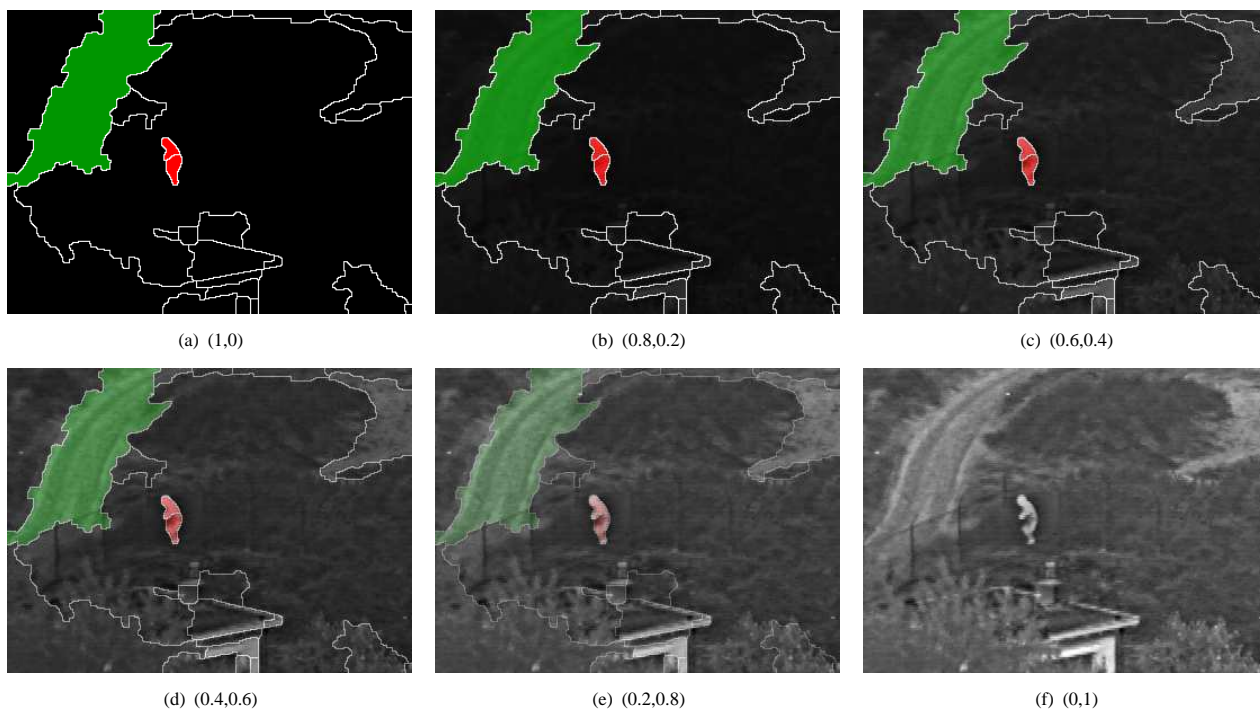 (a) (1,0)
(b) (0.8,0.2)
(c) (0.6,0.4)
(d) (0.4,0.6)
(e) (0.2,0.8)
(f) (0,1)